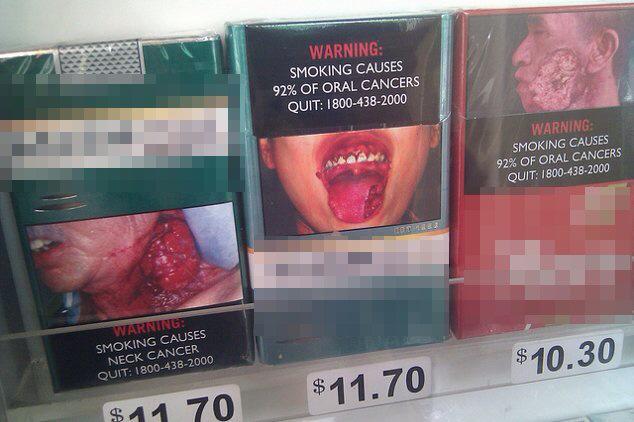 WARNING:
SMOKING CAUSES
NECK CANCER
QUIT: 1800-438-2000
$11.70
WARNING:
SMOKING CAUSES
92% OF ORAL CANCERS
QUIT: 1800-438-2000
$11.70
WARNING:
SMOKING CAUSES
92% OF ORAL CANCERS
QUIT: 1800-438-2000
$10.30